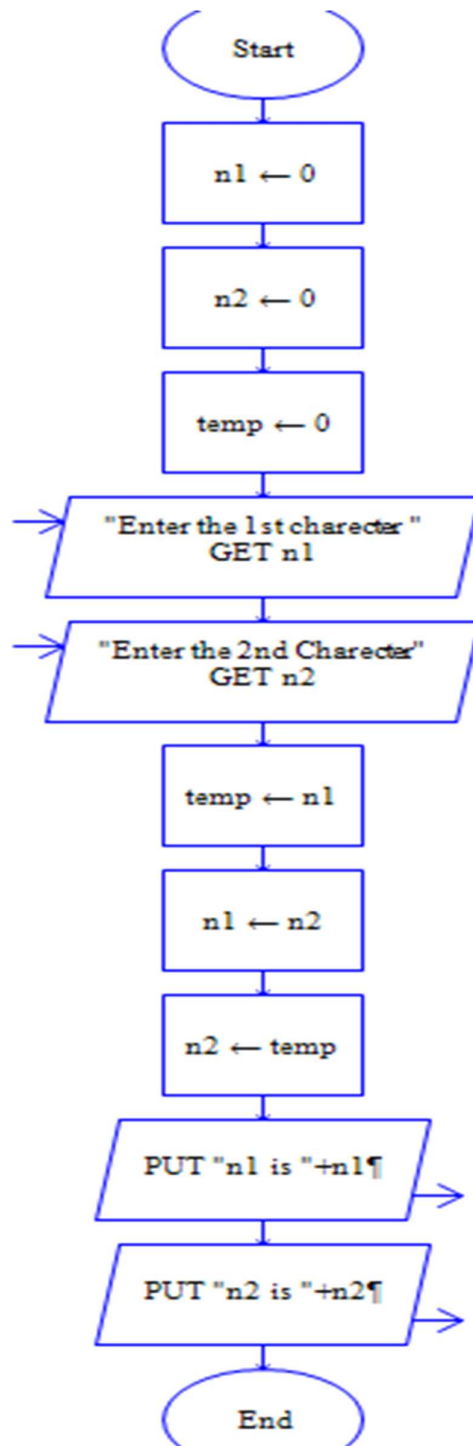 Start
n1 ← 0
n2 ← 0
temp ← 0
"Enter the 1st charecter "
GET n1
"Enter the 2nd Charecter"
GET n2
temp ← n1
n1 ← n2
n2 ← temp
PUT "n1 is "+n1¶
PUT "n2 is "+n2¶
End